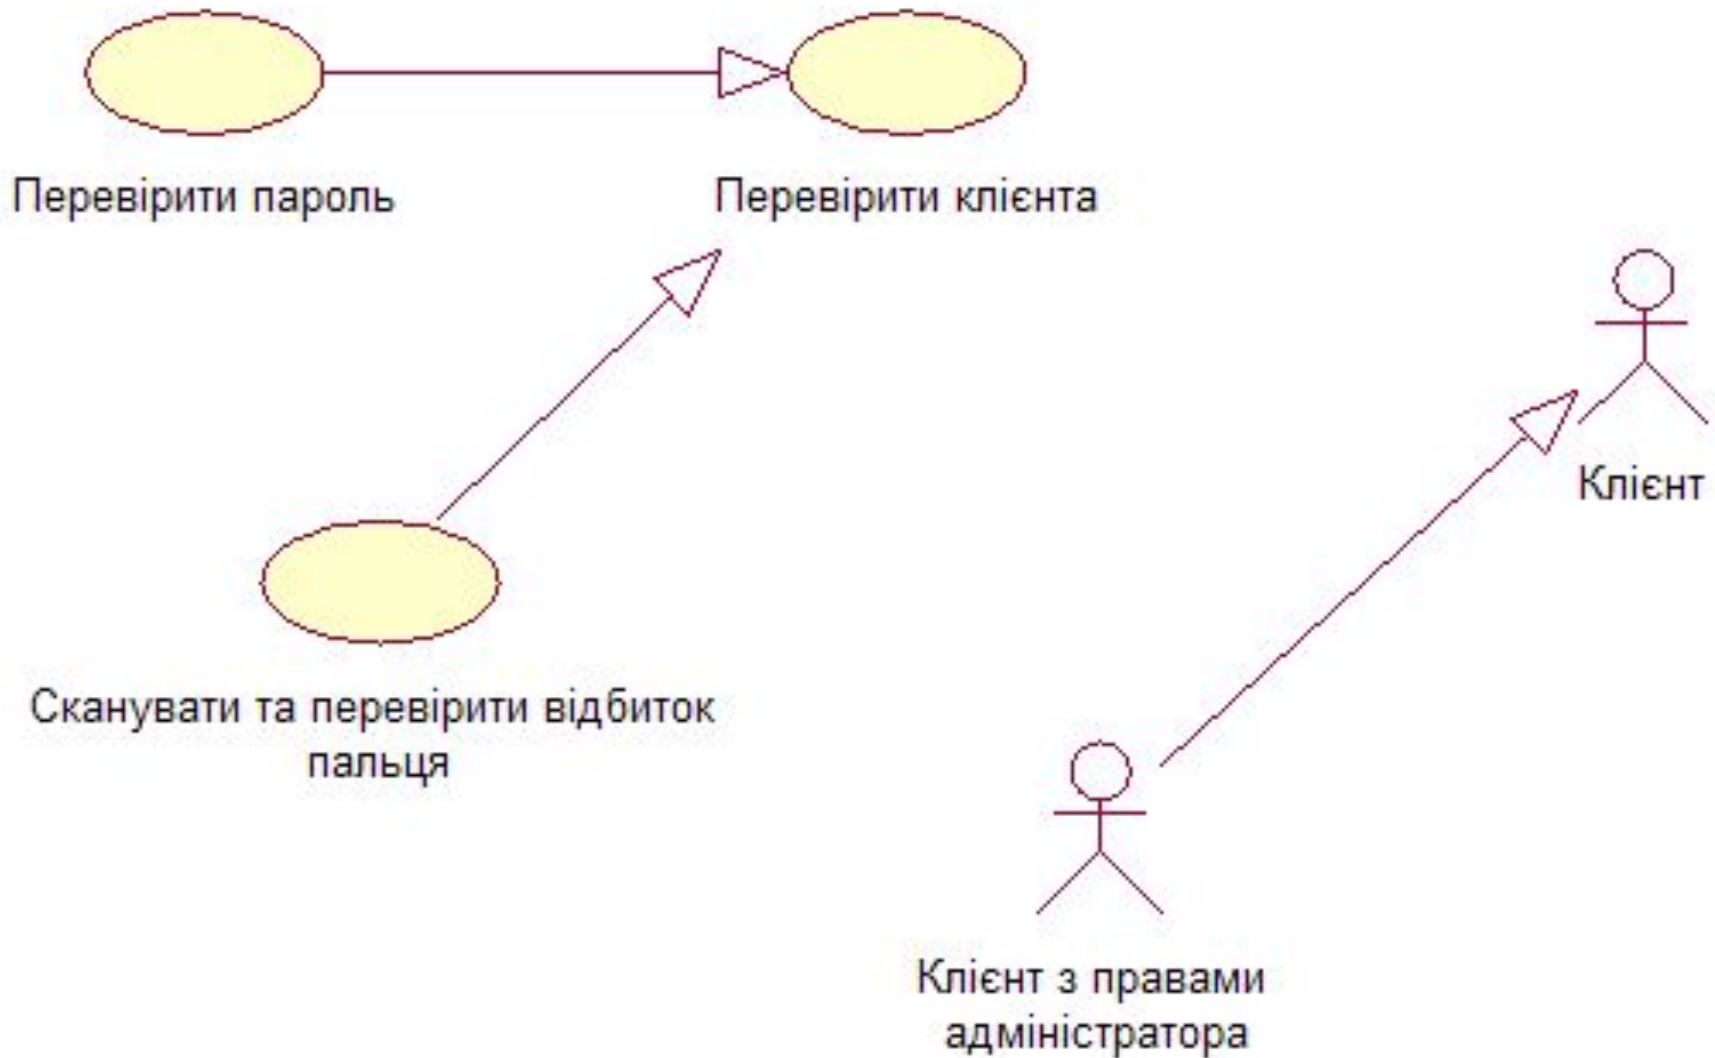 Перевірити пароль
Перевірити клієнта
Клієнт
Сканувати та перевірити відбиток
пальця
Клієнт з правами
адміністратора